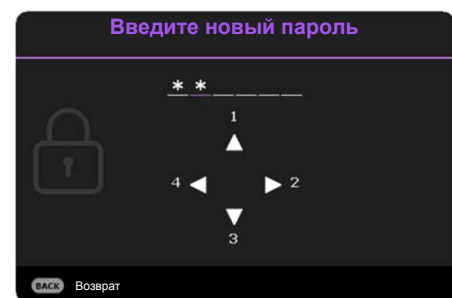 Введите новый пароль
* * _ _ _ _
1
4 2
3
BACK Возврат